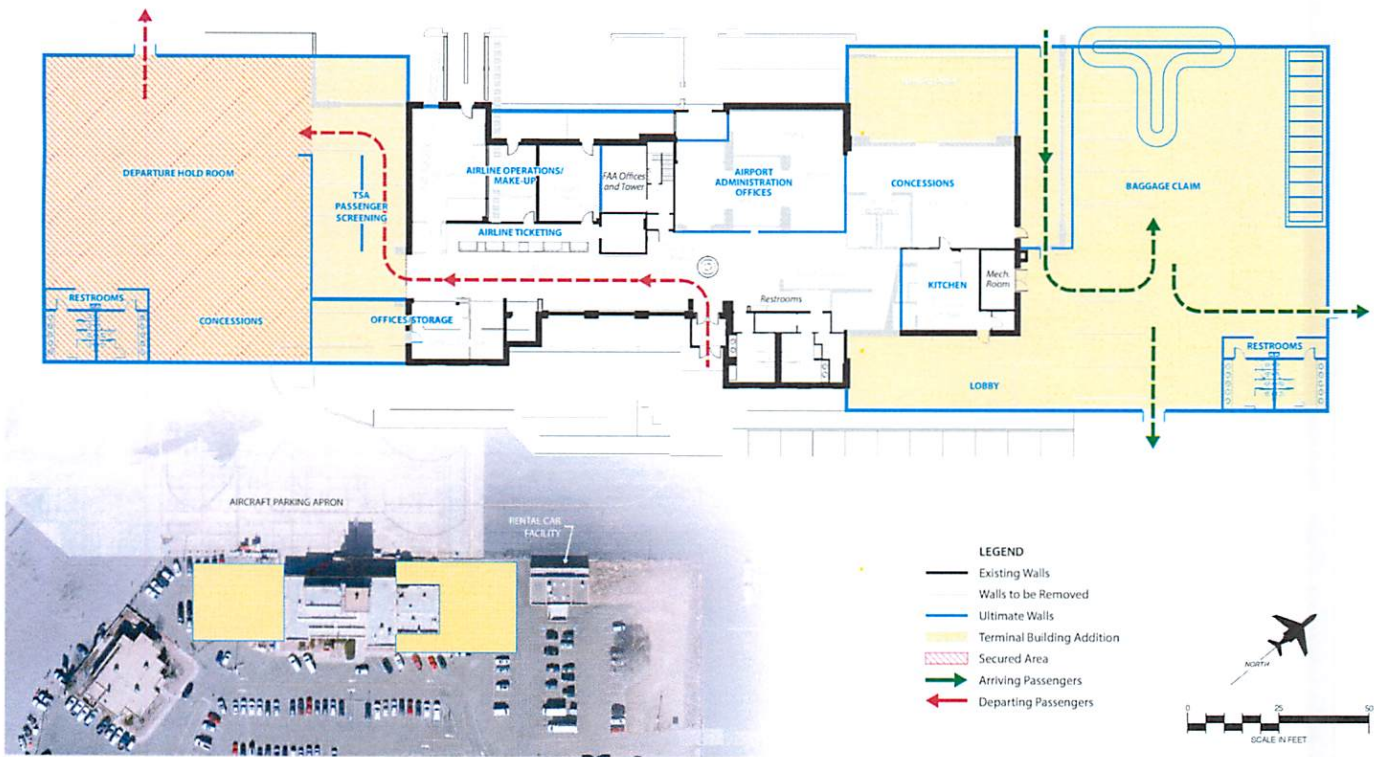 DEPARTURE HOLD ROOM
TSA
PASSENGER
SCREENING
AIRLINE OPERATIONS/
MAKE-UP
FAA Offices
and Tower
AIRPORT
ADMINISTRATION
OFFICES
CONCESSIONS
BAGGAGE CLAIM
AIRLINE TICKETING
KITCHEN
Mech.
Room
RESTROOMS
CONCESSIONS
OFFICES/STORAGE
Restrooms
RESTROOMS
LOBBY
AIRCRAFT PARKING APRON
RENTAL CAR
FACILITY
LEGEND
Existing Walls
Walls to be Removed
Ultimate Walls
Terminal Building Addition
Secured Area
Arriving Passengers
Departing Passengers
NORTH
0 25 50
SCALE IN FEET